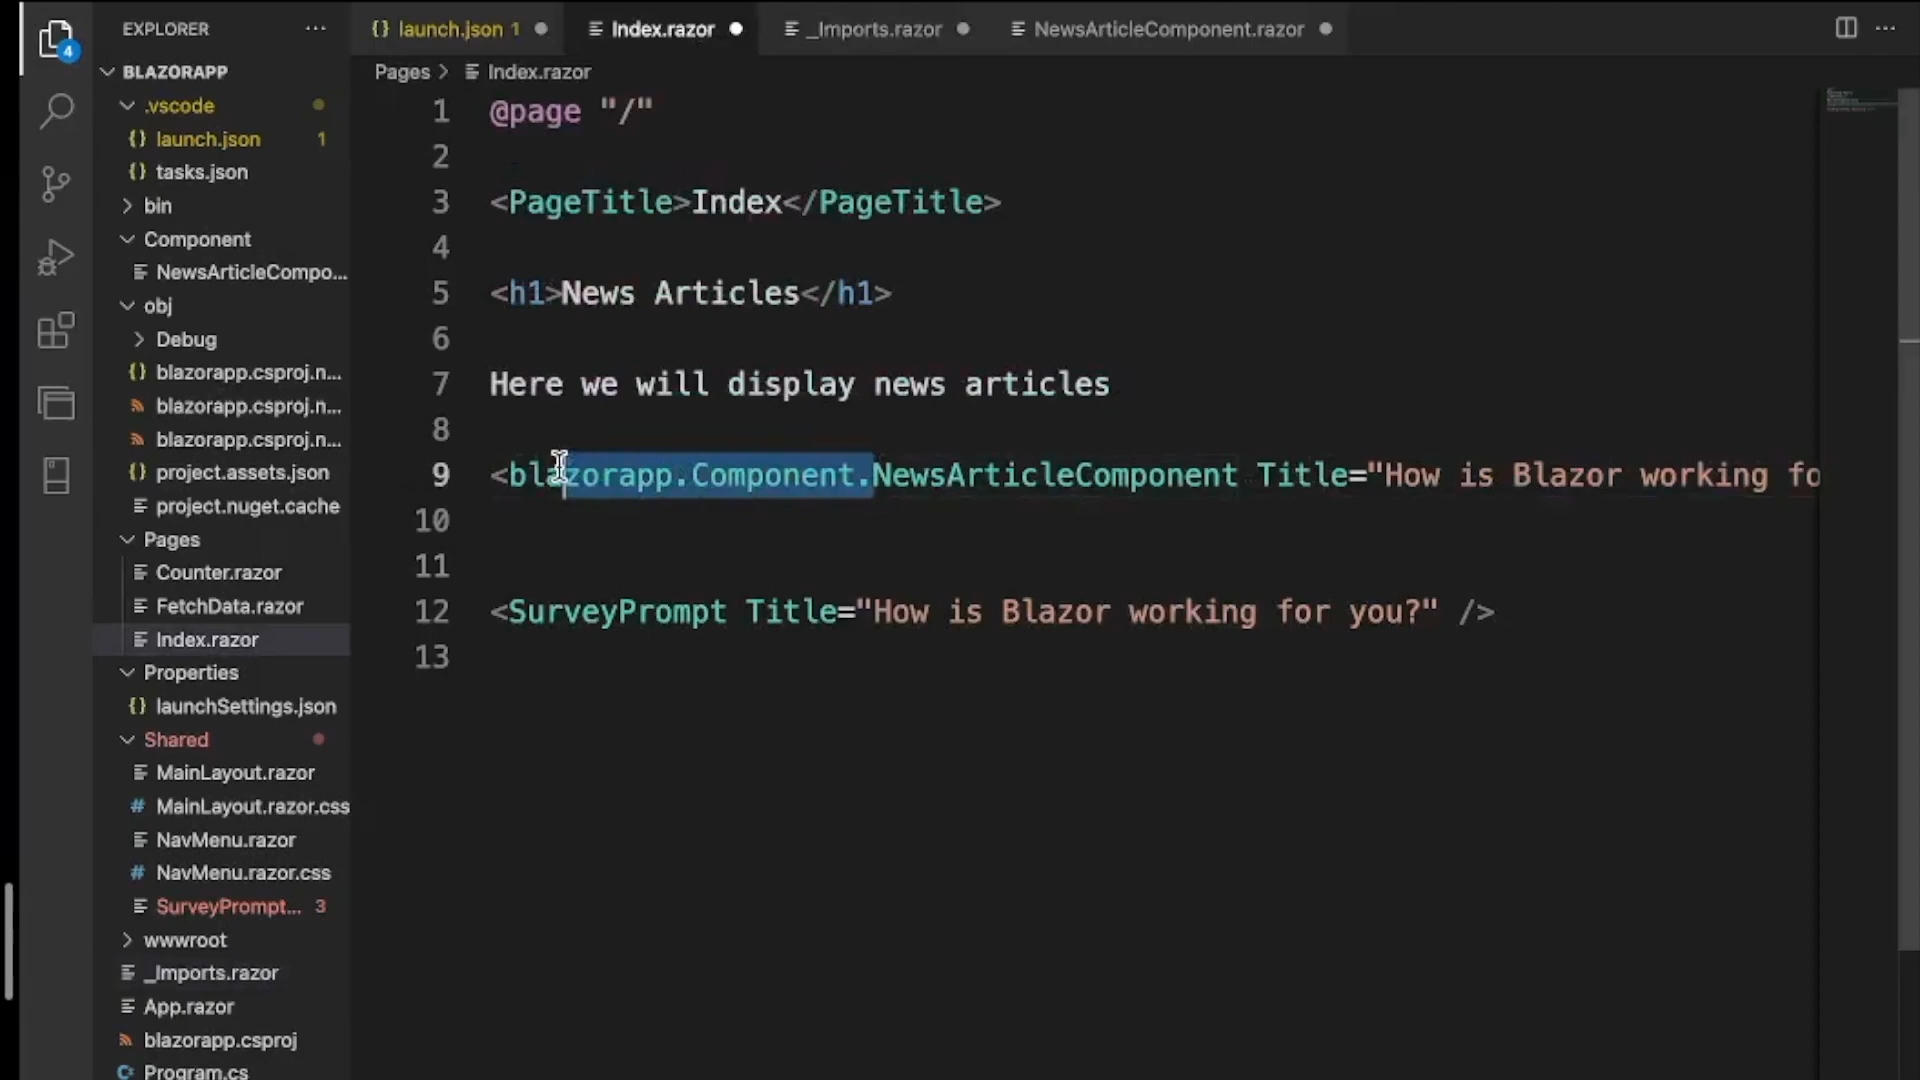 4
EXPLORER
BLAZORAPP
.vscode
{} launch.json 1
{} tasks.json
bin
Component
NewsArticleCompo...
obj
Debug
{} blazorapp.csproj.n...
blazorapp.csproj.n...
blazorapp.csproj.n...
{} project.assets.json
project.nuget.cache
Pages
Counter.razor
FetchData.razor
Index.razor
Properties
{} launchSettings.json
Shared
MainLayout.razor
# MainLayout.razor.css
NavMenu.razor
# NavMenu.razor.css
SurveyPrompt... 3
wwwroot
_Imports.razor
App.razor
blazorapp.csproj
Program.cs
{} launch.json 1
Index.razor
_Imports.razor
NewsArticleComponent.razor
Pages > Index.razor
1 @page "/"
2
3 <PageTitle>Index</PageTitle>
4
5 <h1>News Articles</h1>
6
7 Here we will display news articles
8
9 <blazorapp.Component.NewsArticleComponent Title="How is Blazor working fo
10
11
12 <SurveyPrompt Title="How is Blazor working for you?" />
13